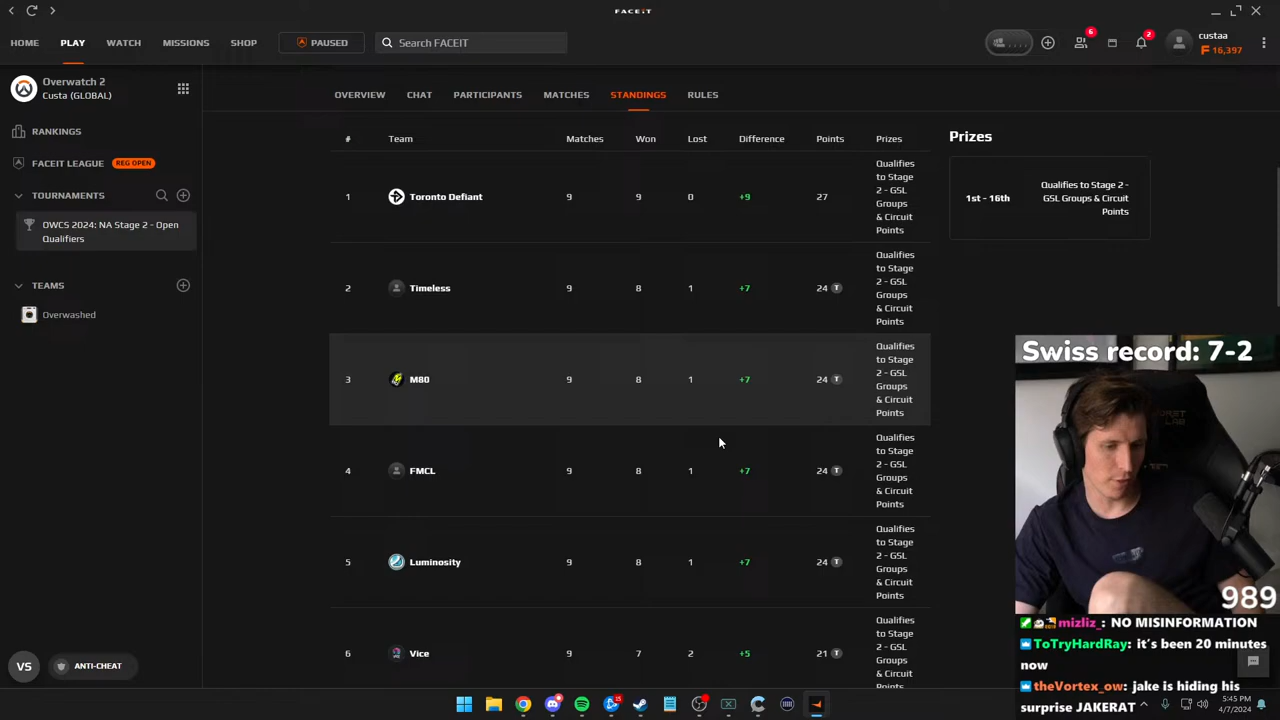 FACEIT
HOME
PLAY
WATCH
MISSIONS
SHOP
PAUSED
Search FACEIT
6
2
custaa
16,397
Overwatch 2
Custa (GLOBAL)
RANKINGS
FACEIT LEAGUE REG OPEN
TOURNAMENTS
OWCS 2024: NA Stage 2 - Open
Qualifiers
TEAMS
Overwashed
VS
ANTI-CHEAT
OVERVIEW
CHAT
PARTICIPANTS
MATCHES
STANDINGS
RULES
# Team Matches Won Lost Difference Points Prizes
1 Toronto Defiant 9 9 0 +9 27
Qualifies
to Stage
2 - GSL
Groups
& Circuit
Points
2 Timeless 9 8 1 +7 24 T
Qualifies
to Stage
2 - GSL
Groups
& Circuit
Points
3 M80 9 8 1 +7 24 T
Qualifies
to Stage
2 - GSL
Groups
& Circuit
Points
4 FMCL 9 8 1 +7 24 T
Qualifies
to Stage
2 - GSL
Groups
& Circuit
Points
5 Luminosity 9 8 1 +7 24 T
Qualifies
to Stage
2 - GSL
Groups
& Circuit
Points
6 Vice 9 7 2 +5 21 T
Qualifies
to Stage
2 - GSL
Groups
& Circuit
Prizes
1st - 16th
Qualifies to Stage 2 -
GSL Groups & Circuit
Points
Swiss record: 7-2
989
mizliz_: NO MISINFORMATION
ToTryHardRay: it's been 20 minutes
now
theVortex_ow: jake is hiding his
surprise JAKERAT
15
5:45 PM
4/7/2024